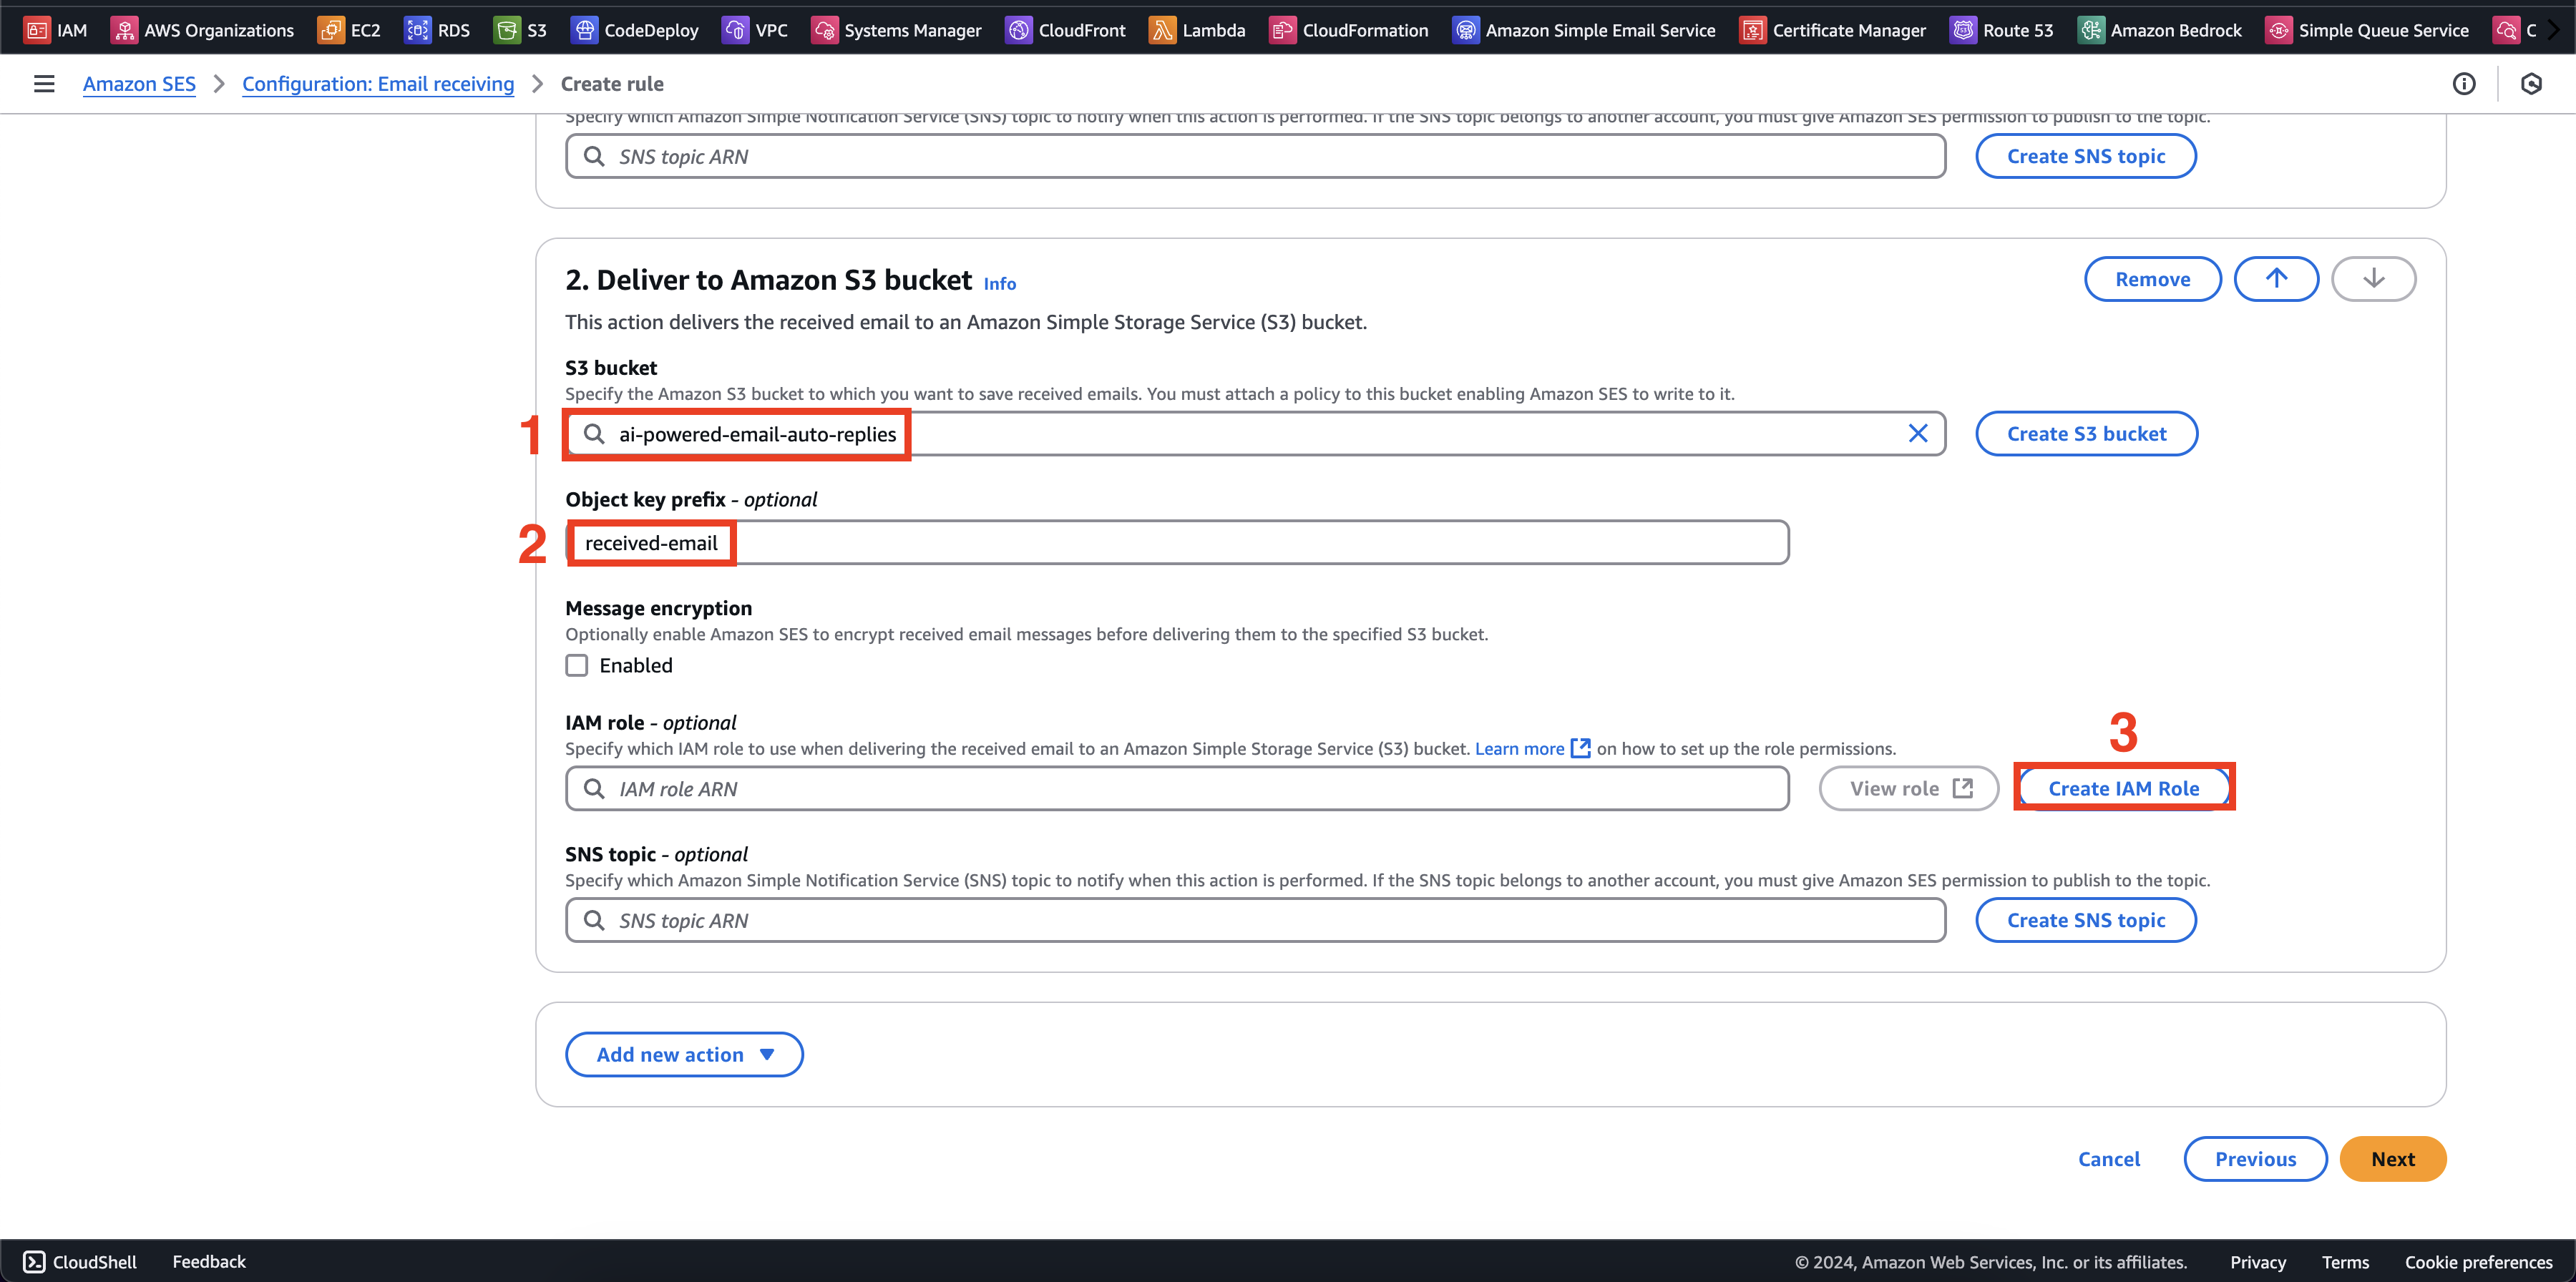 IAM AWS Organizations EC2 RDS S3 CodeDeploy VPC Systems Manager CloudFront Lambda CloudFormation Amazon Simple Email Service Certificate Manager Route 53 Amazon Bedrock Simple Queue Service C
Amazon SES > Configuration: Email receiving > Create rule
Specify which Amazon Simple Notification Service (SNS) topic to notify when this action is performed. If the SNS topic belongs to another account, you must give Amazon SES permission to publish to the topic.
SNS topic ARN Create SNS topic
2. Deliver to Amazon S3 bucket Info Remove
This action delivers the received email to an Amazon Simple Storage Service (S3) bucket.
S3 bucket
Specify the Amazon S3 bucket to which you want to save received emails. You must attach a policy to this bucket enabling Amazon SES to write to it.
1 ai-powered-email-auto-replies Create S3 bucket
Object key prefix - optional
2 received-email
Message encryption
Optionally enable Amazon SES to encrypt received email messages before delivering them to the specified S3 bucket.
Enabled
IAM role - optional
3
Specify which IAM role to use when delivering the received email to an Amazon Simple Storage Service (S3) bucket. Learn more on how to set up the role permissions.
IAM role ARN View role Create IAM Role
SNS topic - optional
Specify which Amazon Simple Notification Service (SNS) topic to notify when this action is performed. If the SNS topic belongs to another account, you must give Amazon SES permission to publish to the topic.
SNS topic ARN Create SNS topic
Add new action
Cancel Previous Next
CloudShell Feedback © 2024, Amazon Web Services, Inc. or its affiliates. Privacy Terms Cookie preferences